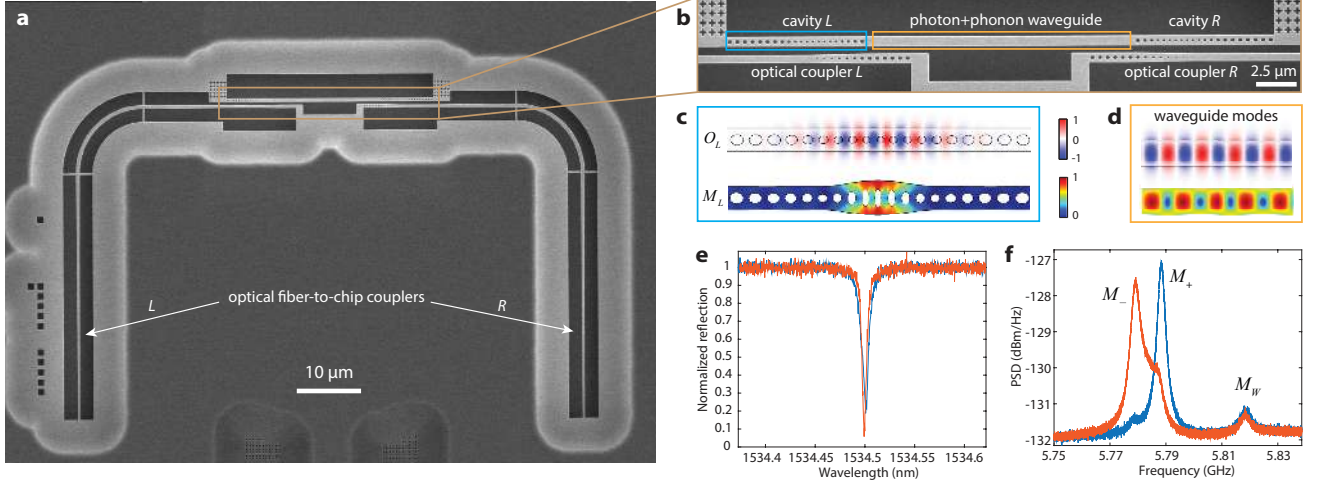 a
L
optical fiber-to-chip couplers
R
10 μm
b
cavity L
photon+phonon waveguide
cavity R
optical coupler L
optical coupler R
2.5 μm
c
O_L
M_L
1
0
-1
1
0
d
waveguide modes
e
Normalized reflection
1
0.9
0.8
0.7
0.6
0.5
0.4
0.3
0.2
0.1
0
1534.4
1534.45
1534.5
1534.55
1534.6
Wavelength (nm)
f
PSD (dBm/Hz)
-127
-128
-129
-130
-131
-132
M_-
M_+
M_W
5.75
5.77
5.79
5.81
5.83
Frequency (GHz)